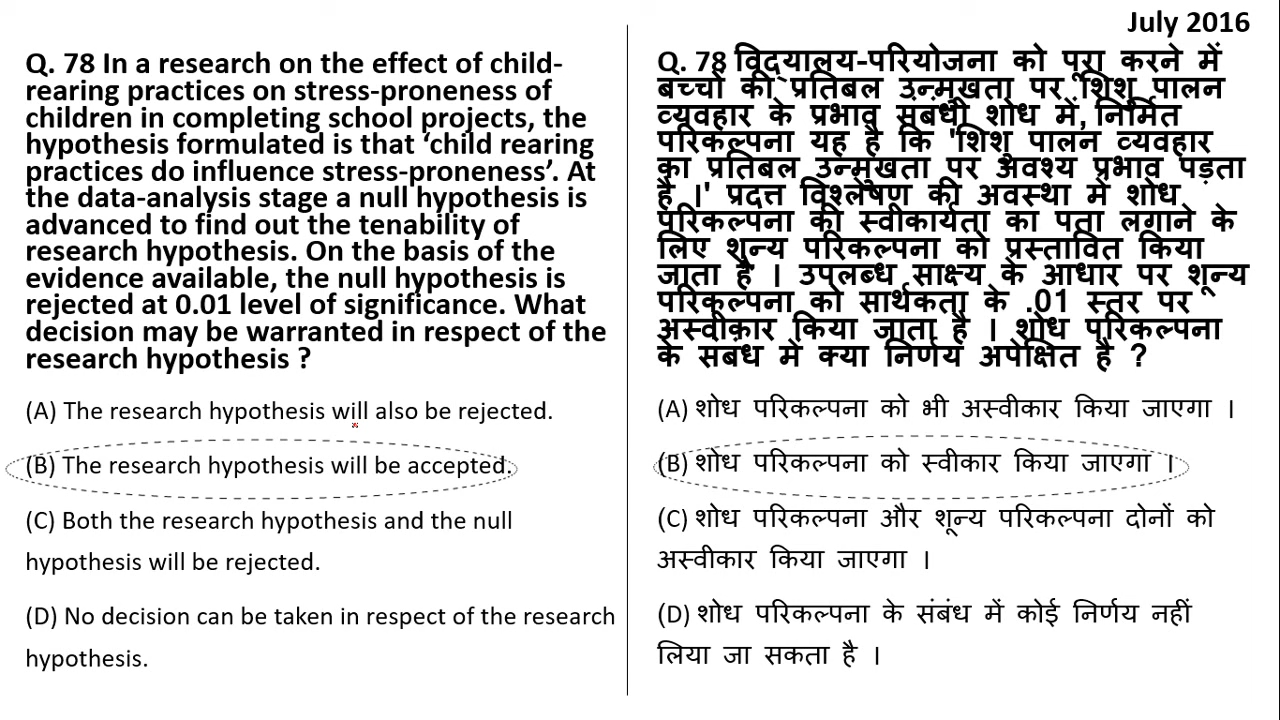 July 2016
Q. 78 In a research on the effect of child-
rearing practices on stress-proneness of
children in completing school projects, the
hypothesis formulated is that ‘child rearing
practices do influence stress-proneness’. At
the data-analysis stage a null hypothesis is
advanced to find out the tenability of
research hypothesis. On the basis of the
evidence available, the null hypothesis is
rejected at 0.01 level of significance. What
decision may be warranted in respect of the
research hypothesis ?
(A) The research hypothesis will also be rejected.
(B) The research hypothesis will be accepted.
(C) Both the research hypothesis and the null
hypothesis will be rejected.
(D) No decision can be taken in respect of the research
hypothesis.
Q. 78 विद्यालय-परियोजना को पूरा करने में
बच्चों की प्रतिबल उन्मुखता पर शिशु पालन
व्यवहार के प्रभाव संबंधी शोध में, निर्मित
परिकल्पना यह है कि 'शिशु पालन व्यवहार
का प्रतिबल उन्मुखता पर अवश्य प्रभाव पड़ता
है ।' प्रदत्त विश्लेषण की अवस्था में शोध
परिकल्पना की स्वीकार्यता का पता लगाने के
लिए शून्य परिकल्पना को प्रस्तावित किया
जाता है । उपलब्ध साक्ष्य के आधार पर शून्य
परिकल्पना को सार्थकता के .01 स्तर पर
अस्वीकार किया जाता है । शोध परिकल्पना
के संबंध में क्या निर्णय अपेक्षित है ?
(A) शोध परिकल्पना को भी अस्वीकार किया जाएगा ।
(B) शोध परिकल्पना को स्वीकार किया जाएगा ।
(C) शोध परिकल्पना और शून्य परिकल्पना दोनों को
अस्वीकार किया जाएगा ।
(D) शोध परिकल्पना के संबंध में कोई निर्णय नहीं
लिया जा सकता है ।